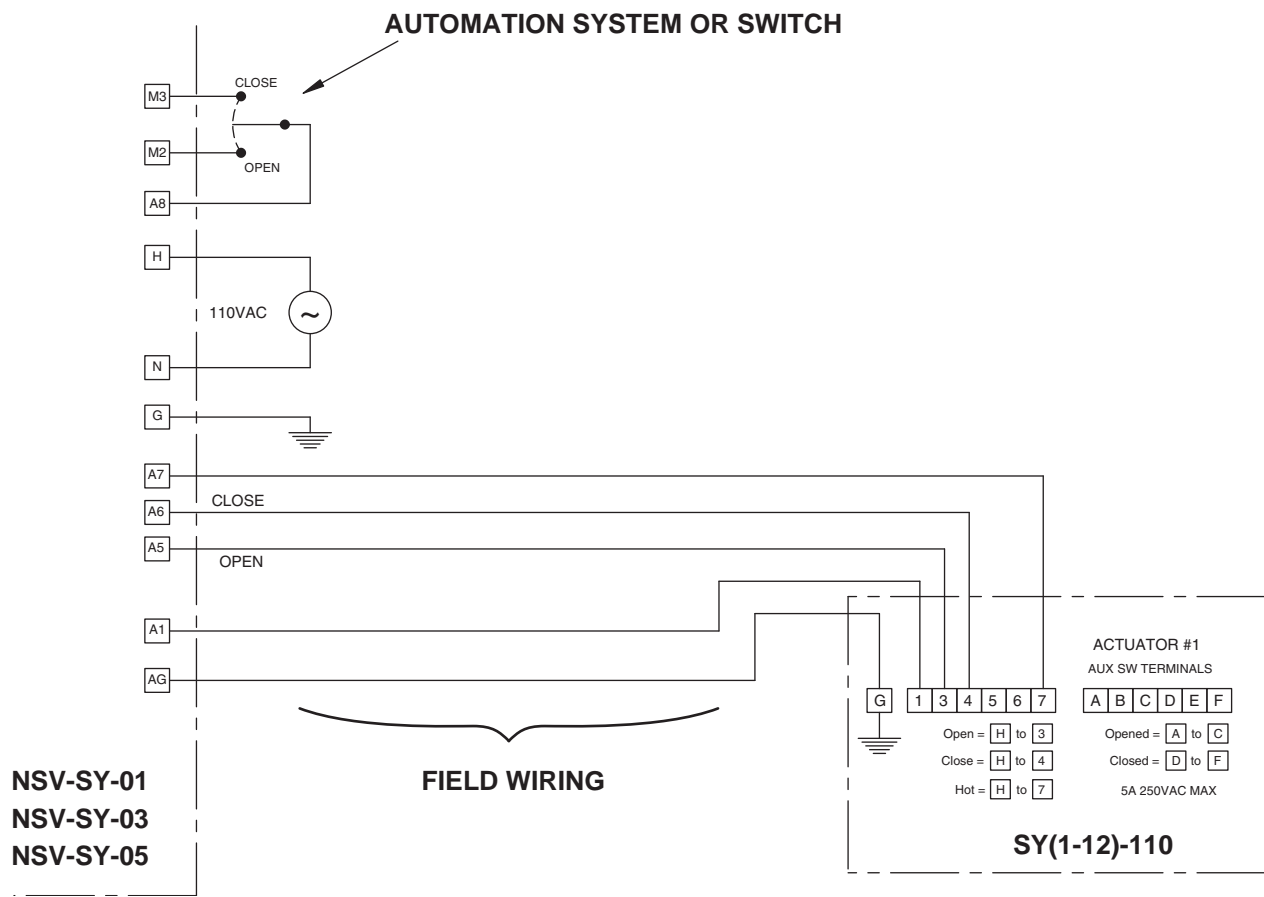 AUTOMATION SYSTEM OR SWITCH
CLOSE
M3
M2
OPEN
A8
H
110VAC
~
N
G
A7
CLOSE
A6
A5
OPEN
A1
AG
ACTUATOR #1
AUX SW TERMINALS
G 1 3 4 5 6 7 A B C D E F
Open = H to 3 Opened = A to C
Close = H to 4 Closed = D to F
Hot = H to 7 5A 250VAC MAX
NSV-SY-01
NSV-SY-03
NSV-SY-05
FIELD WIRING
SY(1-12)-110